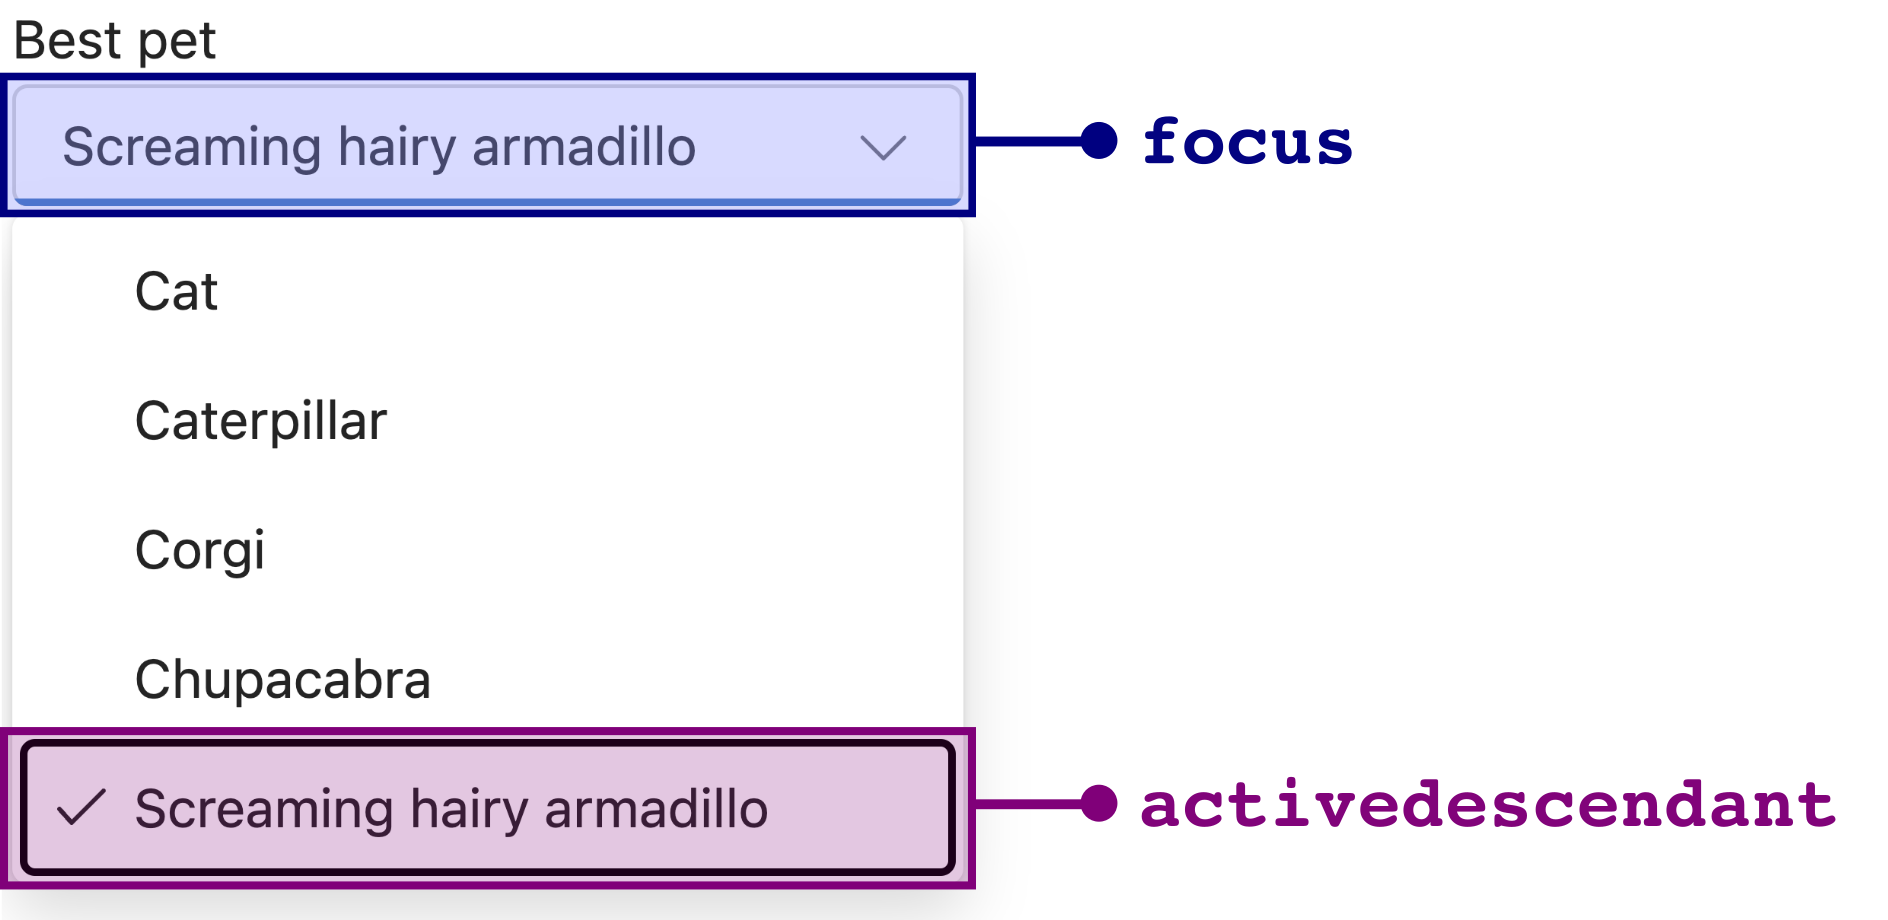 Best pet
Screaming hairy armadillo
focus
Cat
Caterpillar
Corgi
Chupacabra
Screaming hairy armadillo
activedescendant